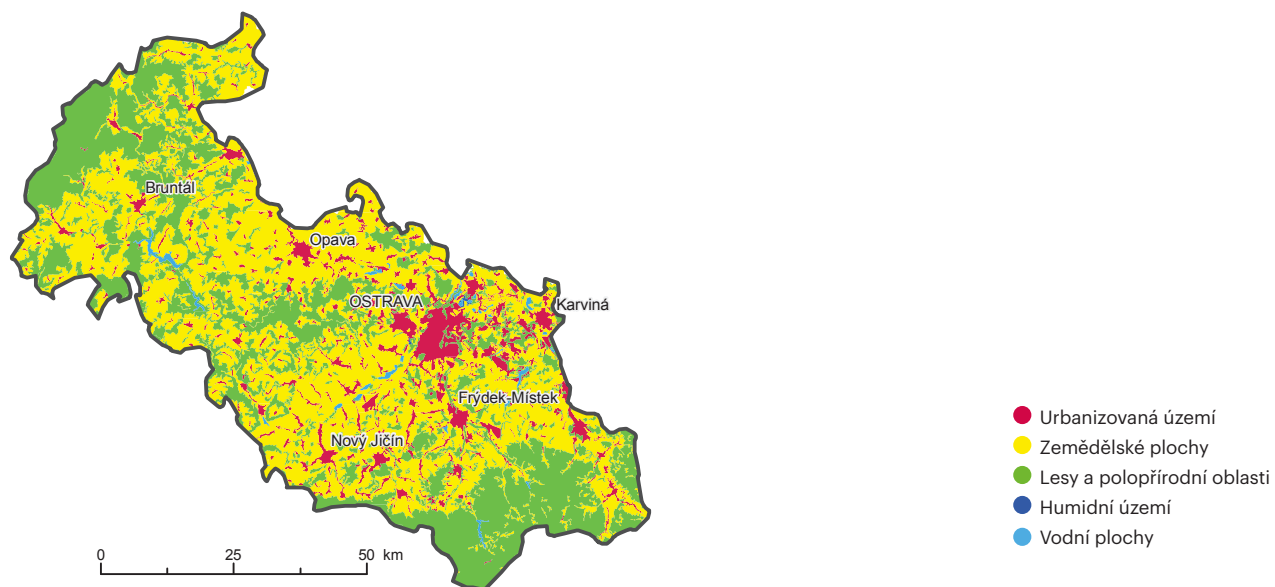 Bruntál
Opava
OSTRAVA
Karviná
Frýdek-Místek
Nový Jičín
0 25 50 km
Urbanizovaná území
Zemědělské plochy
Lesy a polopřírodní oblasti
Humidní území
Vodní plochy